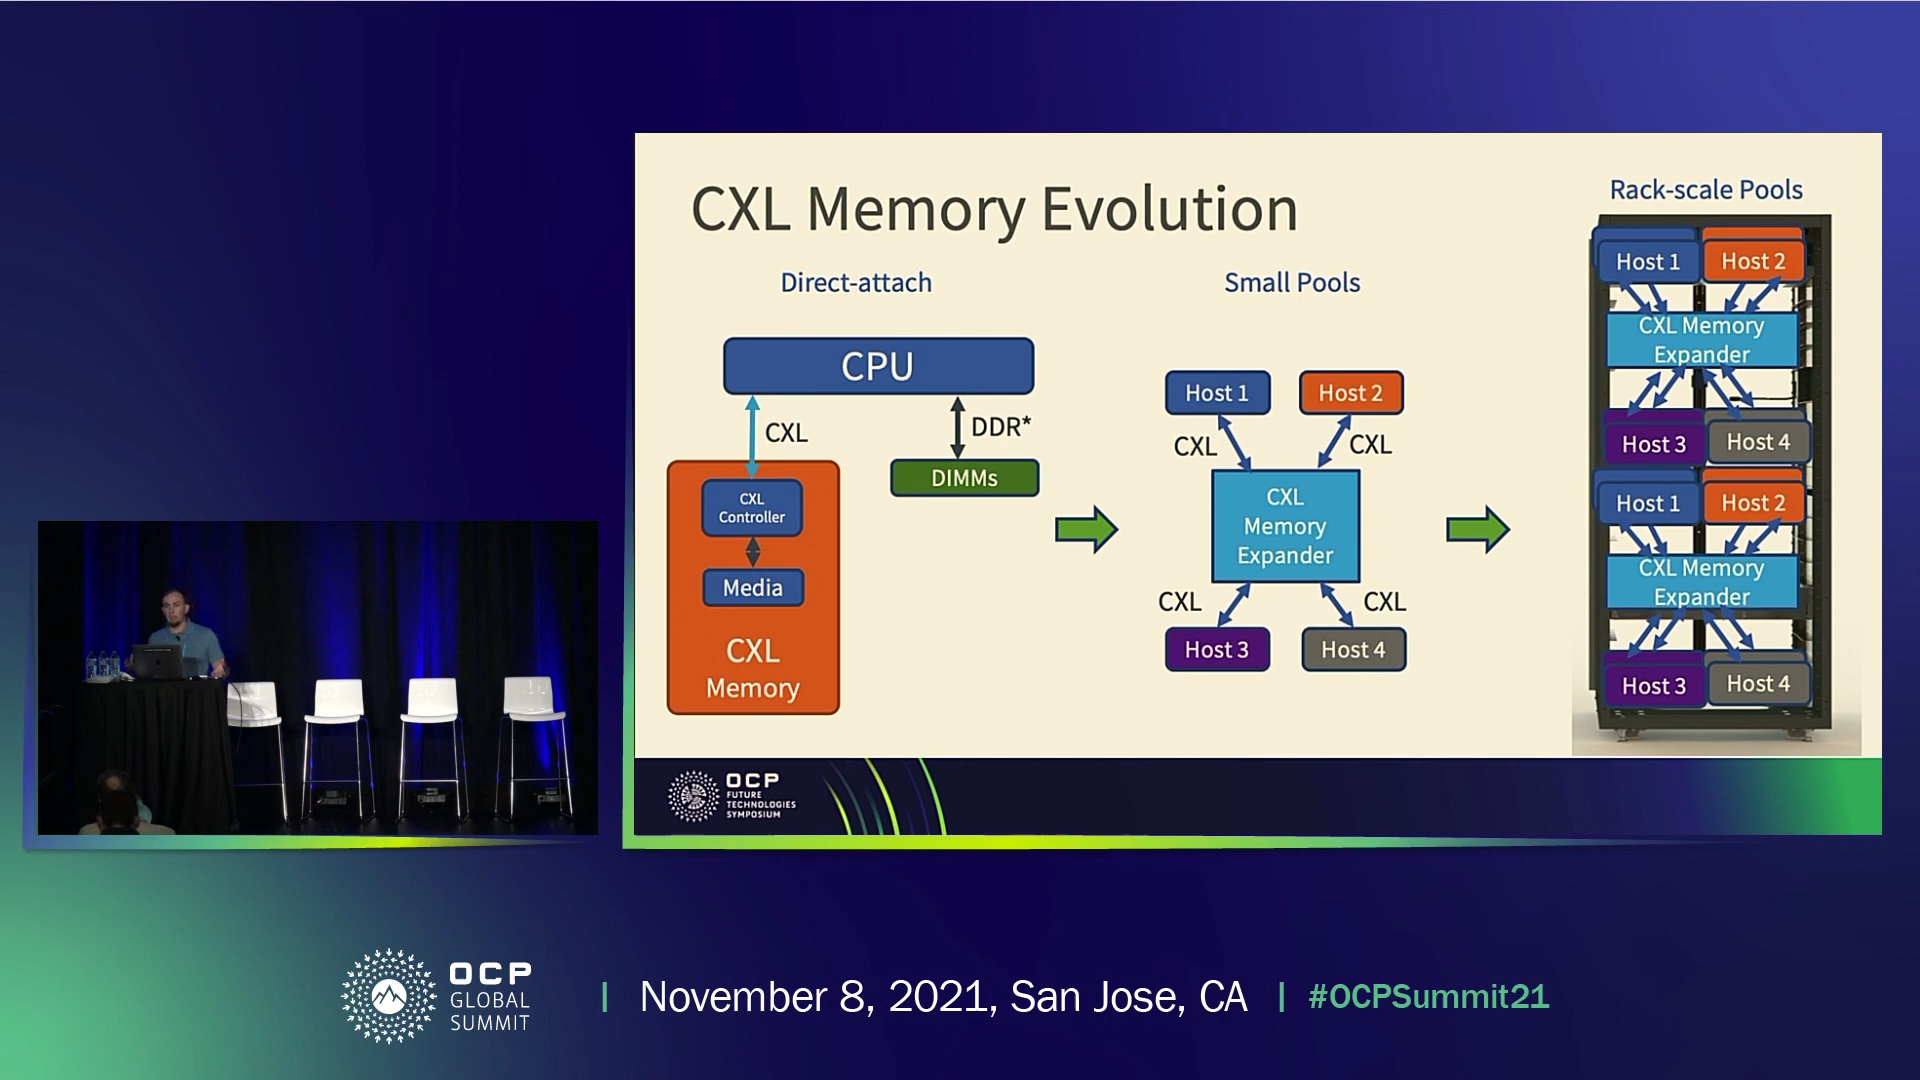 CXL Memory Evolution
Direct-attach
CPU
CXL
DDR*
DIMMs
CXL
Controller
Media
CXL
Memory
Small Pools
Host 1
Host 2
CXL
CXL
CXL
Memory
Expander
CXL
CXL
Host 3
Host 4
Rack-scale Pools
Host 1
Host 2
CXL Memory
Expander
Host 3
Host 4
Host 1
Host 2
CXL Memory
Expander
Host 3
Host 4
OCP
FUTURE
TECHNOLOGIES
SYMPOSIUM
OCP
GLOBAL
SUMMIT
| November 8, 2021, San Jose, CA | #OCPSummit21